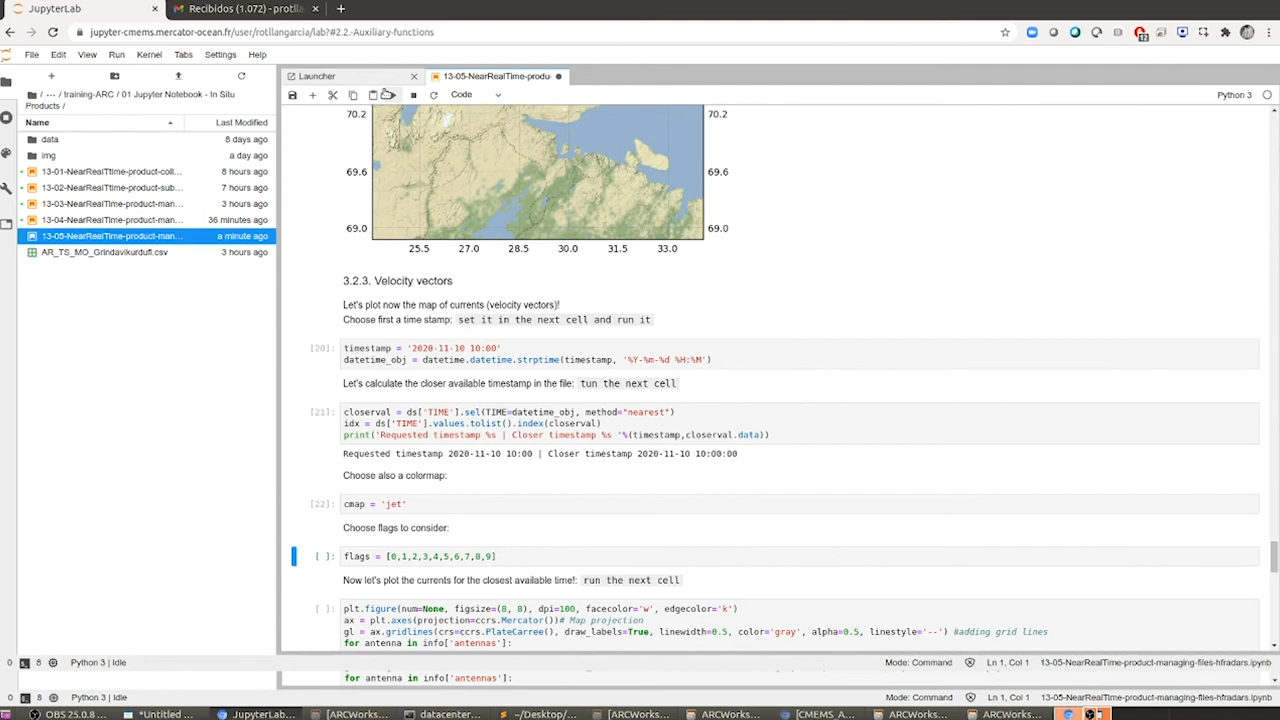 JupyterLab
Recibidos (1.072) - protlla
jupyter-cmems.mercator-ocean.fr/user/rotllangarcia/lab?#2.2.-Auxiliary-functions
12
File Edit View Run Kernel Tabs Settings Help
Launcher
13-05-NearRealTime-produ
Code
Python 3
/ ··· / training-ARC / 01 Jupyter Notebook - In Situ
Products /
Name Last Modified
data 8 days ago
img a day ago
13-01-NearRealTtime-product-coll... 8 hours ago
13-02-NearRealTime-product-sub... 7 hours ago
13-03-NearRealTime-product-man... 3 hours ago
13-04-NearRealTime-product-man... 36 minutes ago
13-05-NearRealTime-product-man... a minute ago
AR_TS_MO_Grindavikurdufl.csv 3 hours ago
70.2 70.2
69.6 69.6
69.0 69.0
25.5 27.0 28.5 30.0 31.5 33.0
3.2.3. Velocity vectors
Let's plot now the map of currents (velocity vectors)!
Choose first a time stamp: set it in the next cell and run it
[20]: timestamp = '2020-11-10 10:00'
datetime_obj = datetime.datetime.strptime(timestamp, '%Y-%m-%d %H:%M')
Let's calculate the closer available timestamp in the file: tun the next cell
[21]: closerval = ds['TIME'].sel(TIME=datetime_obj, method="nearest")
idx = ds['TIME'].values.tolist().index(closerval)
print('Requested timestamp %s | Closer timestamp %s '%(timestamp,closerval.data))
Requested timestamp 2020-11-10 10:00 | Closer timestamp 2020-11-10 10:00:00
Choose also a colormap:
[22]: cmap = 'jet'
Choose flags to consider:
[ ]: flags = [0,1,2,3,4,5,6,7,8,9]
Now let's plot the currents for the closest available time!: run the next cell
[ ]: plt.figure(num=None, figsize=(8, 8), dpi=100, facecolor='w', edgecolor='k')
ax = plt.axes(projection=ccrs.Mercator())# Map projection
gl = ax.gridlines(crs=ccrs.PlateCarree(), draw_labels=True, linewidth=0.5, color='gray', alpha=0.5, linestyle='--') #adding grid lines
for antenna in info['antennas']:
0 8 Python 3 | Idle Mode: Command Ln 1, Col 1 13-05-NearRealTime-product-managing-files-hfradars.ipynb
for antenna in info['antennas']:
0 8 Python 3 | Idle Mode: Command Ln 1, Col 1 13-05-NearRealTime-product-managing-files-hfradars.ipynb
OBS 25.0.8 ... *Untitled ... JupyterLab... [ARCWorks... datacenter... ~/Desktop/... [ARCWorks... ARCWorks ... [CMEMS_A... ARCWorks... ARCWorks...